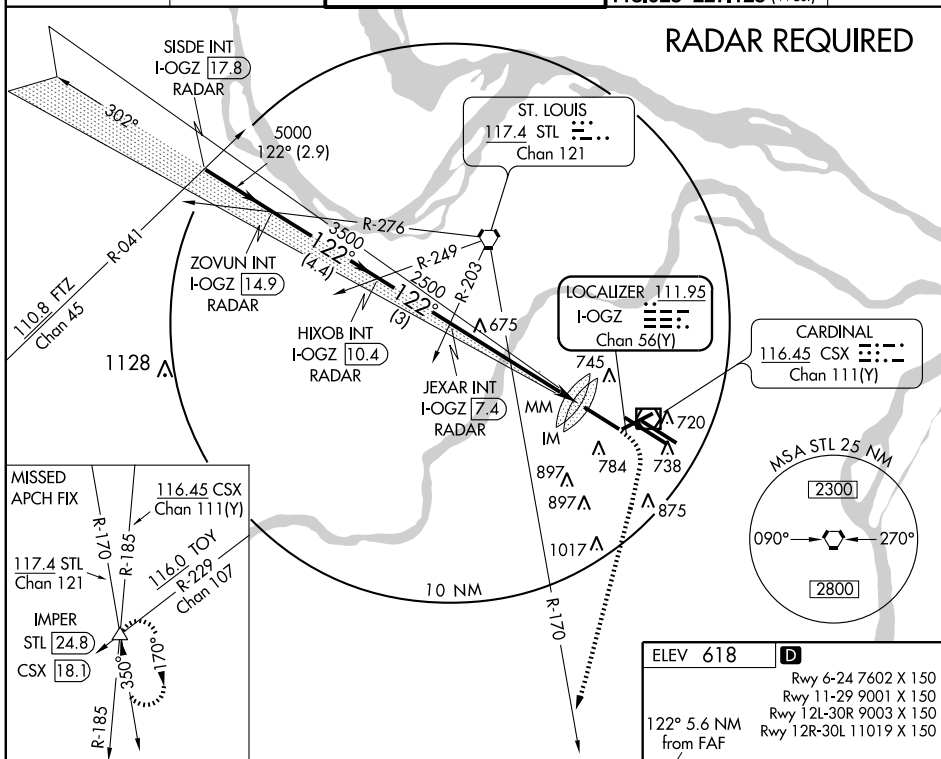 RADAR REQUIRED
SISDE INT
I-OGZ 17.8
RADAR
302°
5000
122° (2.9)
ST. LOUIS
117.4 STL
Chan 121
R-041
R-276
ZOVUN INT
I-OGZ 14.9
RADAR
122°
3500
(4.4)
R-249
R-203
110.8 FTZ
Chan 45
2500
122°
(3)
HIXOB INT
I-OGZ 10.4
RADAR
LOCALIZER 111.95
I-OGZ
Chan 56(Y)
675
CARDINAL
116.45 CSX
Chan 111(Y)
1128
745
JEXAR INT
I-OGZ 7.4
RADAR
MM
IM
720
784
738
897
897
875
1017
R-170
10 NM
MSA STL 25 NM
2300
090°
270°
2800
MISSED
APCH FIX
R-170
R-185
116.45 CSX
Chan 111(Y)
117.4 STL
Chan 121
116.0 TOY
R-229
Chan 107
IMPER
STL 24.8
CSX 18.1
350°
170°
R-185
ELEV 618
D
Rwy 6-24 7602 X 150
Rwy 11-29 9001 X 150
Rwy 12L-30R 9003 X 150
Rwy 12R-30L 11019 X 150
122° 5.6 NM
from FAF